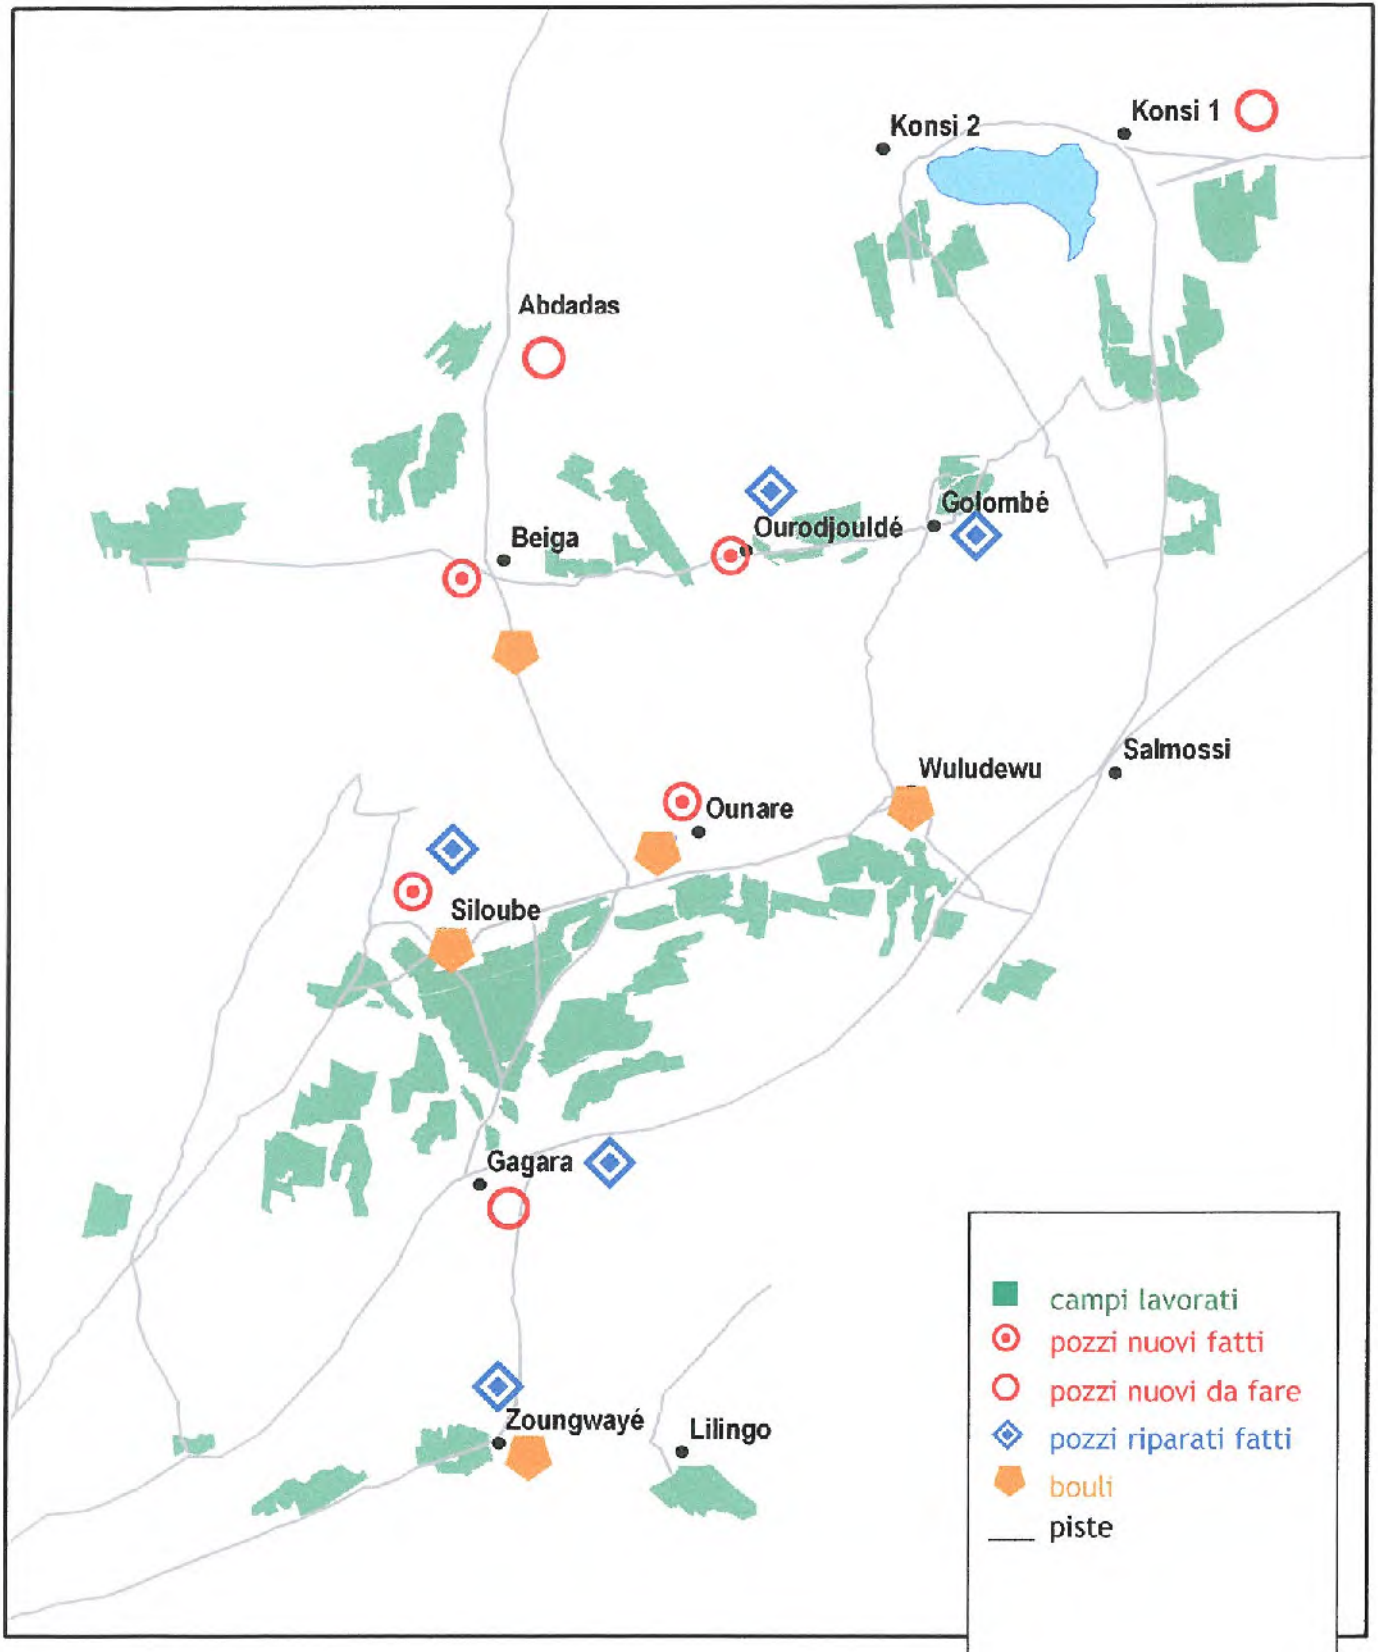 Konsi 1
Konsi 2
Abdadas
Golombé
Ourodjouldé
Beiga
Salmossi
Wuludewu
Ounare
Siloube
Gagara
Zoungwayé
Lilingo
campi lavorati
pozzi nuovi fatti
pozzi nuovi da fare
pozzi riparati fatti
bouli
piste